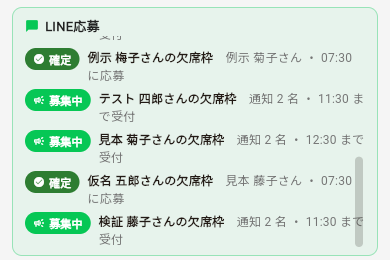 LINE応募
受付
確定 例示 梅子さんの欠席枠 例示 菊子さん ・ 07:30
に応募
募集中 テスト 四郎さんの欠席枠 通知 2 名 ・ 11:30 ま
で受付
募集中 見本 菊子さんの欠席枠 通知 2 名 ・ 12:30 まで
受付
確定 仮名 五郎さんの欠席枠 見本 藤子さん ・ 07:30
に応募
募集中 検証 藤子さんの欠席枠 通知 2 名 ・ 11:30 まで
受付